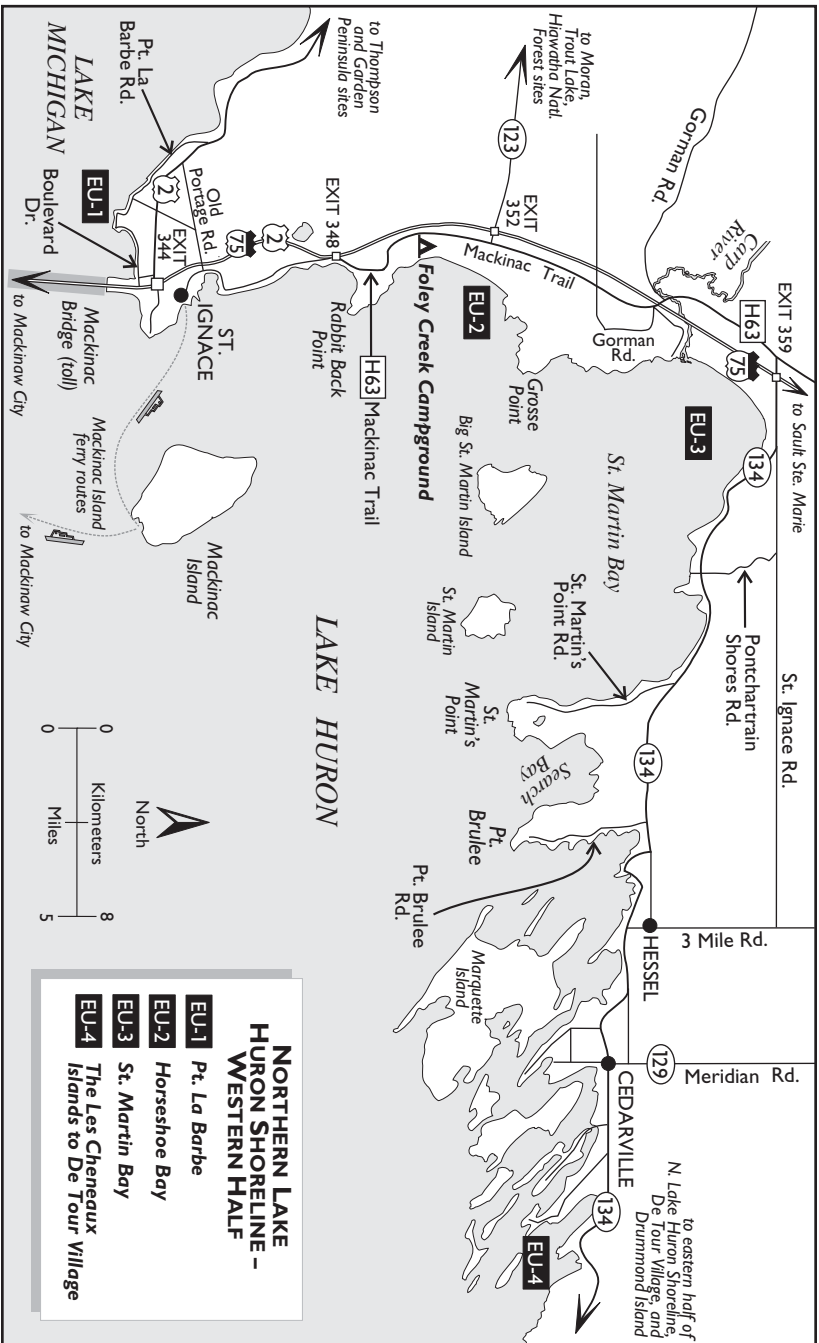 to Thompson
and Garden
Peninsula sites
to Moran,
Trout Lake,
Hiawatha Natl.
Forest sites
123
EXIT
352
Gorman Rd.
Carp
River
H63
EXIT 359
75
to Sault Ste. Marie
LAKE
MICHIGAN
Pt. La
Barbe Rd.
EU-1
Boulevard
Dr.
2
EXIT
344
Old
Portage Rd.
75
2
EXIT 348
Mackinac Trail
Foley Creek Campground
EU-2
Gorman
Rd.
EU-3
134
St. Ignace Rd.
Pontchartrain
Shores Rd.
ST.
IGNACE
Rabbit Back
Point
H63 Mackinac Trail
Grosse
Point
Big St. Martin Island
St. Martin Bay
St. Martin
Island
St. Martin's
Point Rd.
St.
Martin's
Point
Search
Bay
134
Pt.
Brulee
Pt. Brulee
Rd.
HESSEL
3 Mile Rd.
Marquette
Island
CEDARVILLE
129
Meridian Rd.
134
EU-4
to eastern half of
N. Lake Huron Shoreline,
De Tour Village, and
Drummond Island
Mackinac
Bridge (toll)
to Mackinaw City
Mackinac Island
ferry routes
to Mackinaw City
Mackinac
Island
LAKE HURON
North
0
8
Kilometers
Miles
0
5
NORTHERN LAKE
HURON SHORELINE –
WESTERN HALF
EU-1 Pt. La Barbe
EU-2 Horseshoe Bay
EU-3 St. Martin Bay
EU-4 The Les Cheneaux
Islands to De Tour Village